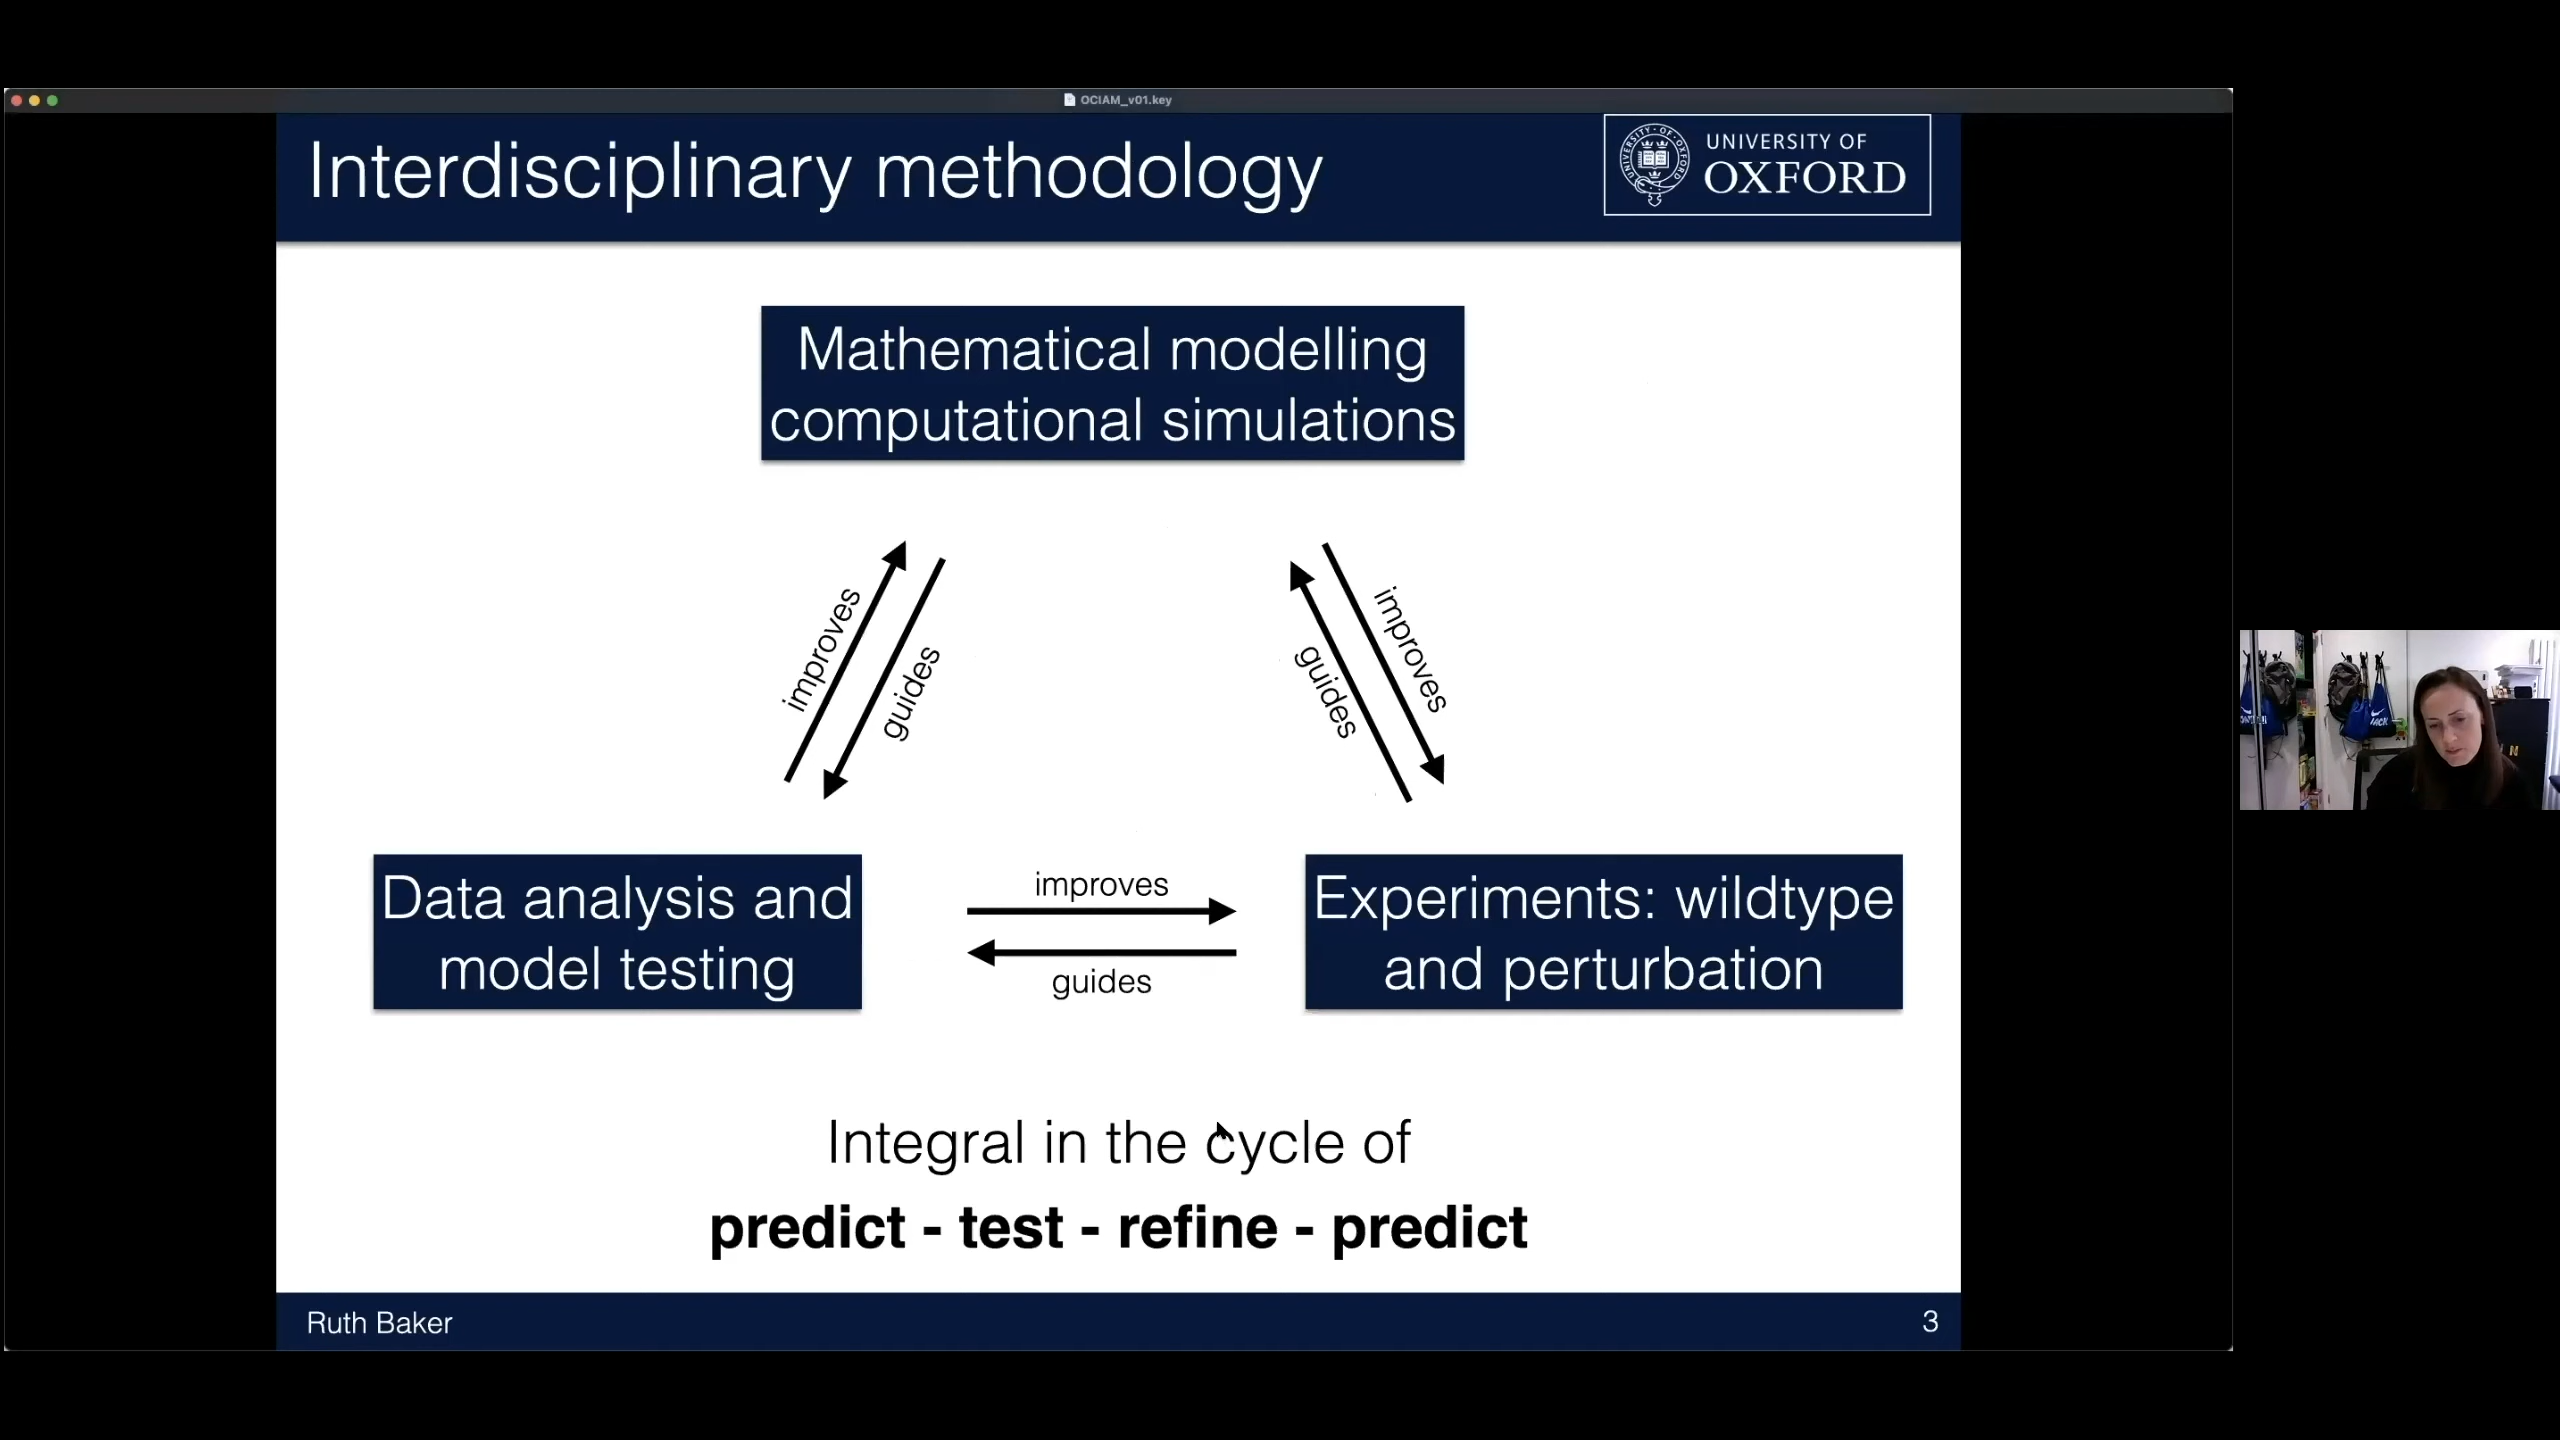 OCIAM_v01.key
Interdisciplinary methodology
UNIVERSITY OF
OXFORD
Mathematical modelling
computational simulations
improves
guides
guides
improves
Data analysis and
model testing
improves
guides
Experiments: wildtype
and perturbation
Integral in the cycle of
predict - test - refine - predict
Ruth Baker
3
JACK